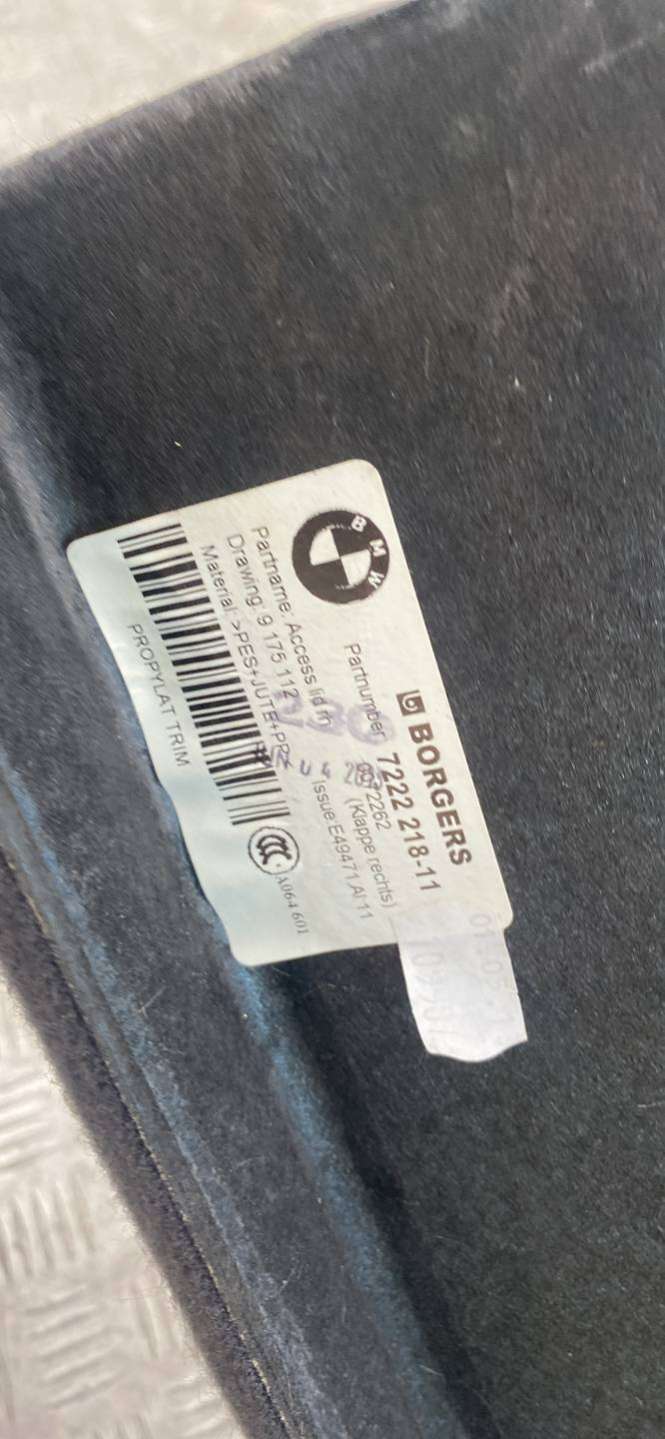 BMW
BORGERS
Partnumber 7222 218-11
(Klappe rechts)
Partname: Access lid rh
Issue:E49471 AI 11
Drawing: 9 175 112
Material: >PES+JUTE+PP<
CCC
A064 601
PROPYLAT TRIM